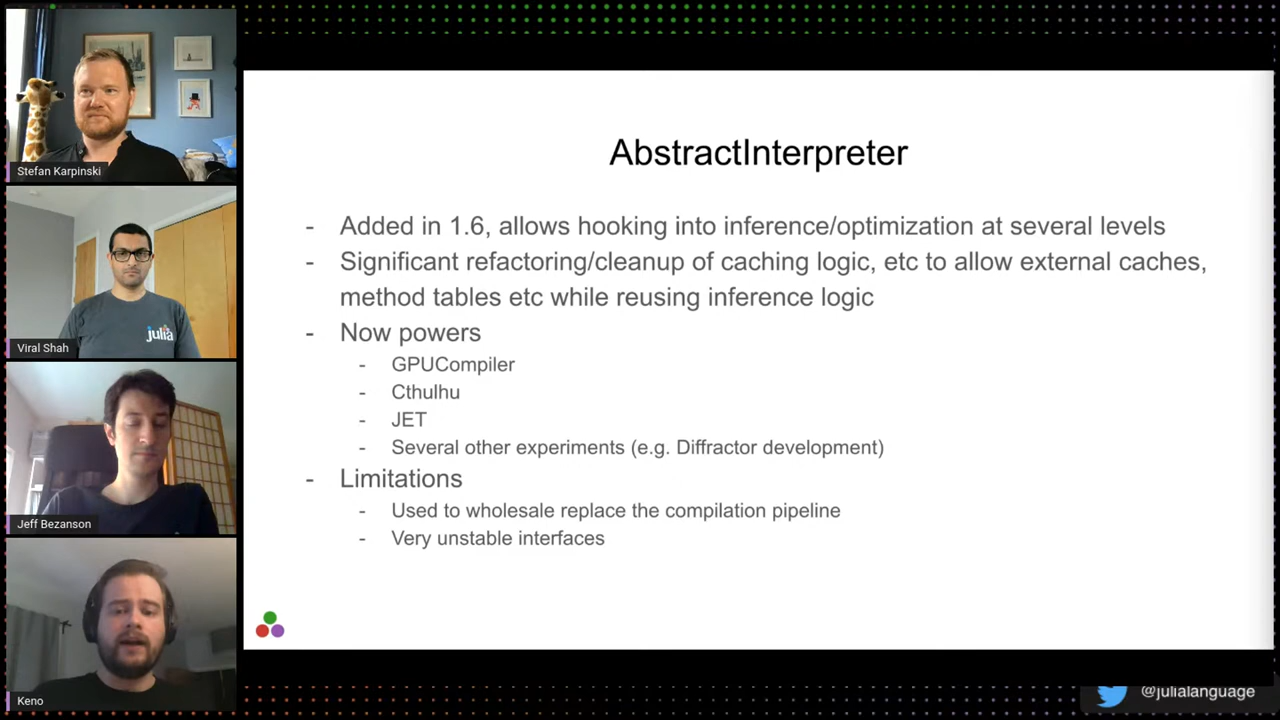 Stefan Karpinski
Viral Shah
julia
Jeff Bezanson
Keno
AbstractInterpreter
- Added in 1.6, allows hooking into inference/optimization at several levels
- Significant refactoring/cleanup of caching logic, etc to allow external caches,
method tables etc while reusing inference logic
- Now powers
- GPUCompiler
- Cthulhu
- JET
- Several other experiments (e.g. Diffractor development)
- Limitations
- Used to wholesale replace the compilation pipeline
- Very unstable interfaces
@julialanguage